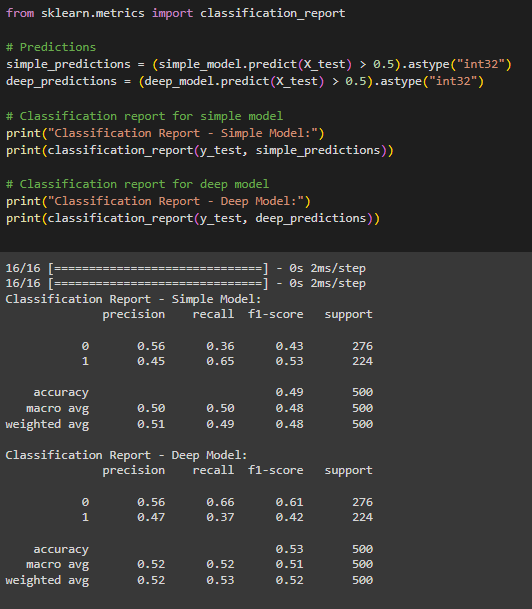 from sklearn.metrics import classification_report
# Predictions
simple_predictions = (simple_model.predict(X_test) > 0.5).astype("int32")
deep_predictions = (deep_model.predict(X_test) > 0.5).astype("int32")
# Classification report for simple model
print("Classification Report - Simple Model:")
print(classification_report(y_test, simple_predictions))
# Classification report for deep model
print("Classification Report - Deep Model:")
print(classification_report(y_test, deep_predictions))
16/16 [==============================] - 0s 2ms/step
16/16 [==============================] - 0s 2ms/step
Classification Report - Simple Model:
precision recall f1-score support
0 0.56 0.36 0.43 276
1 0.45 0.65 0.53 224
accuracy 0.49 500
macro avg 0.50 0.50 0.48 500
weighted avg 0.51 0.49 0.48 500
Classification Report - Deep Model:
precision recall f1-score support
0 0.56 0.66 0.61 276
1 0.47 0.37 0.42 224
accuracy 0.53 500
macro avg 0.52 0.52 0.51 500
weighted avg 0.52 0.53 0.52 500